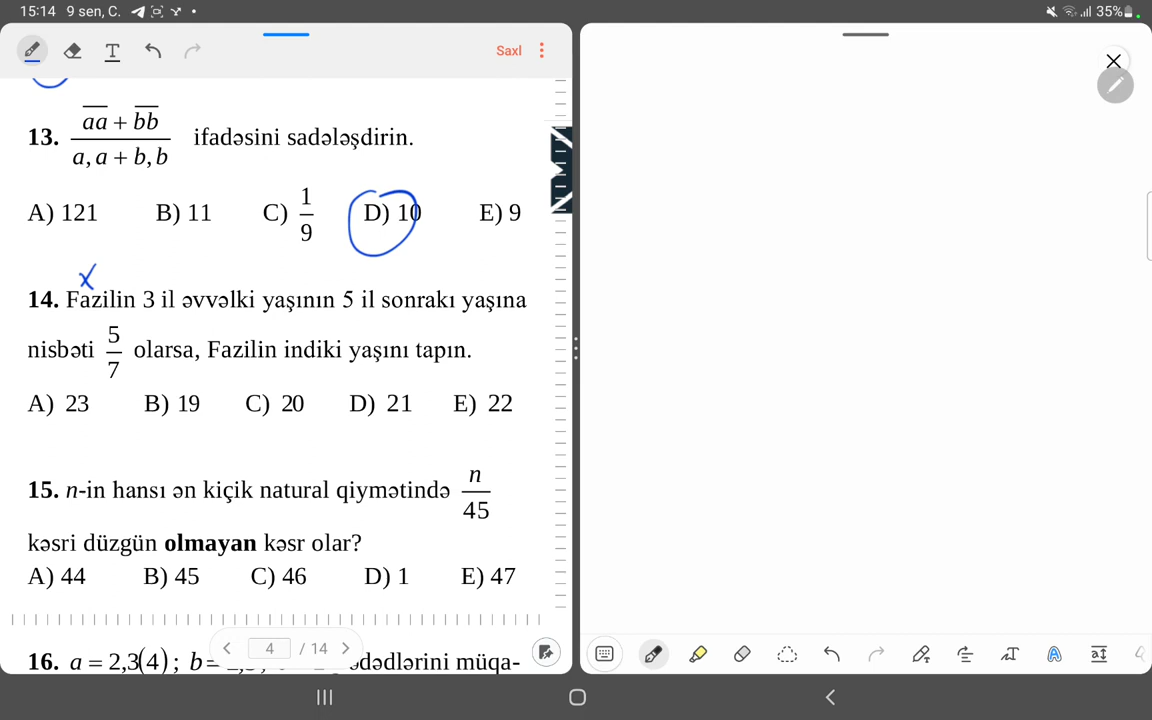 15:14 9 sen, C.
35%
Saxl
13. aa + bb / a, a + b, b ifadəsini sadələşdirin.
A) 121 B) 11 C) 1/9 D) 10 E) 9
x
14. Fazilin 3 il əvvəlki yaşının 5 il sonrakı yaşına
nisbəti 5/7 olarsa, Fazilin indiki yaşını tapın.
A) 23 B) 19 C) 20 D) 21 E) 22
15. n-in hansı ən kiçik natural qiymətində n/45
kəsri düzgün olmayan kəsr olar?
A) 44 B) 45 C) 46 D) 1 E) 47
4 / 14
16. a = 2,3(4); b= ədədlərini müqa-